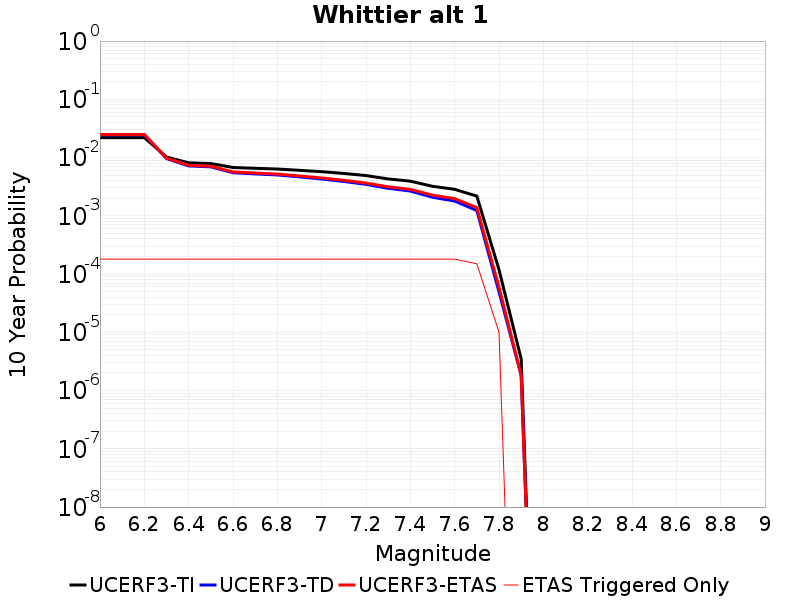 Whittier alt 1
10 Year Probability
10^0
10^-1
10^-2
10^-3
10^-4
10^-5
10^-6
10^-7
10^-8
6 6.2 6.4 6.6 6.8 7 7.2 7.4 7.6 7.8 8 8.2 8.4 8.6 8.8 9
Magnitude
UCERF3-TI UCERF3-TD UCERF3-ETAS ETAS Triggered Only